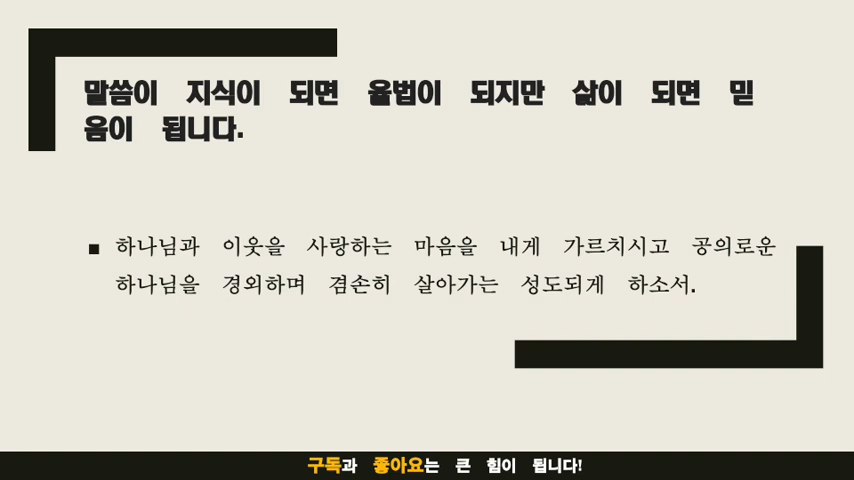 말씀이 지식이 되면 율법이 되지만 삶이 되면 믿
음이 됩니다.
■ 하나님과 이웃을 사랑하는 마음을 내게 가르치시고 공의로운
하나님을 경외하며 겸손히 살아가는 성도되게 하소서.
구독과 좋아요는 큰 힘이 됩니다!